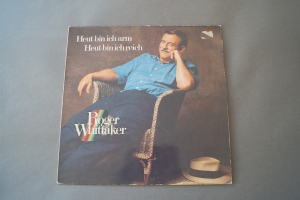 Heut bin ich arm
Heut bin ich reich
Roger
Whittaker